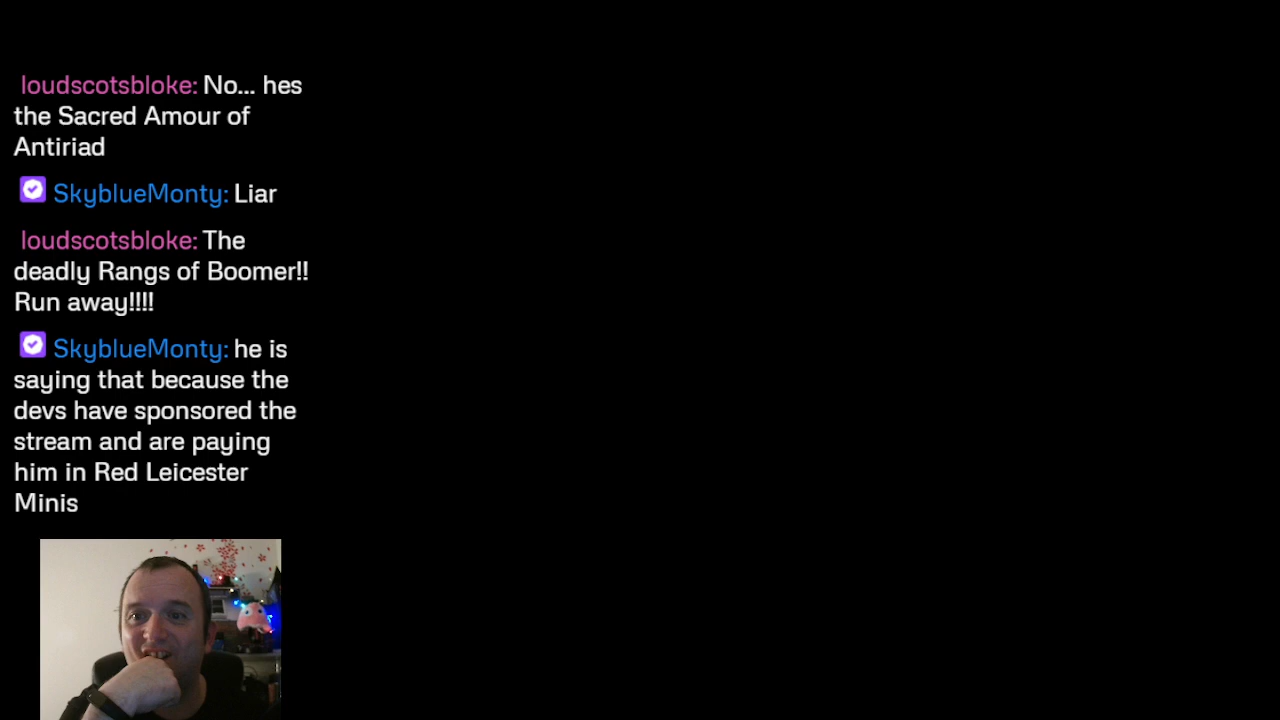 loudscotsbloke: No... hes
the Sacred Amour of
Antiriad
SkyblueMonty: Liar
loudscotsbloke: The
deadly Rangs of Boomer!!
Run away!!!!
SkyblueMonty: he is
saying that because the
devs have sponsored the
stream and are paying
him in Red Leicester
Minis